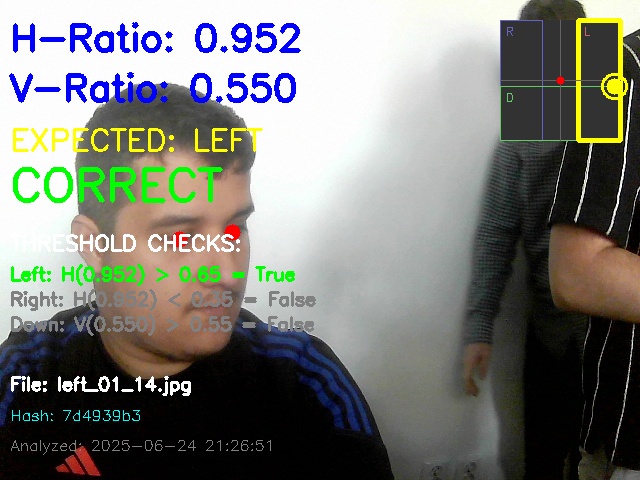 H-Ratio: 0.952
V-Ratio: 0.550
EXPECTED: LEFT
CORRECT
THRESHOLD CHECKS:
Left: H(0.952) > 0.65 = True
Right: H(0.952) < 0.35 = False
Down: V(0.550) > 0.55 = False
File: left_01_14.jpg
Hash: 7d4939b3
Analyzed: 2025-06-24 21:26:51
R
L
D